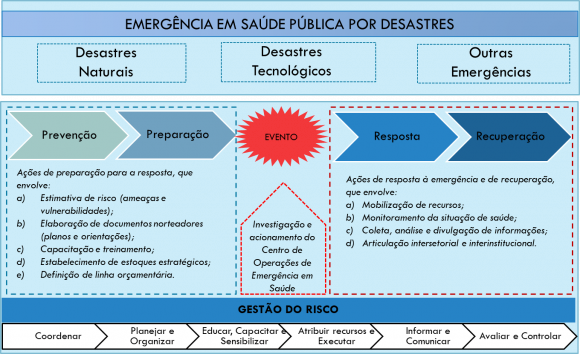 EMERGÊNCIA EM SAÚDE PÚBLICA POR DESASTRES
Desastres
Naturais
Desastres
Tecnológicos
Outras
Emergências
Prevenção
Preparação
EVENTO
Resposta
Recuperação
Ações de preparação para a resposta, que
envolve:
a) Estimativa de risco (ameaças e
vulnerabilidades);
b) Elaboração de documentos norteadores
(planos e orientações);
c) Capacitação e treinamento;
d) Estabelecimento de estoques estratégicos;
e) Definição de linha orçamentária.
Investigação e
acionamento do
Centro de
Operações de
Emergência em
Saúde
Ações de resposta à emergência e de recuperação,
que envolve:
a) Mobilização de recursos;
b) Monitoramento da situação de saúde;
c) Coleta, análise e divulgação de informações;
d) Articulação intersetorial e interinstitucional.
GESTÃO DO RISCO
Coordenar
Planejar e
Organizar
Educar, Capacitar e
Sensibilizar
Atribuir recursos e
Executar
Informar e
Comunicar
Avaliar e Controlar